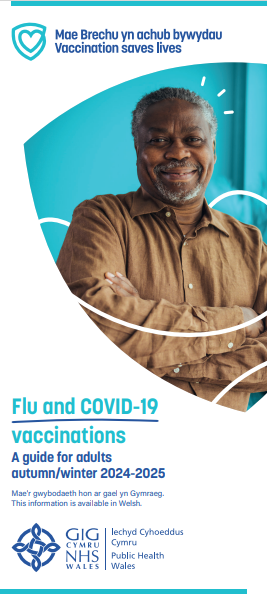 Mae Brechu yn achub bywydau
Vaccination saves lives
Flu and COVID-19
vaccinations
A guide for adults
autumn/winter 2024-2025
Mae'r gwybodaeth hon ar gael yn Gymraeg.
This information is available in Welsh.
GIG
CYMRU
NHS
WALES
Iechyd Cyhoeddus
Cymru
Public Health
Wales